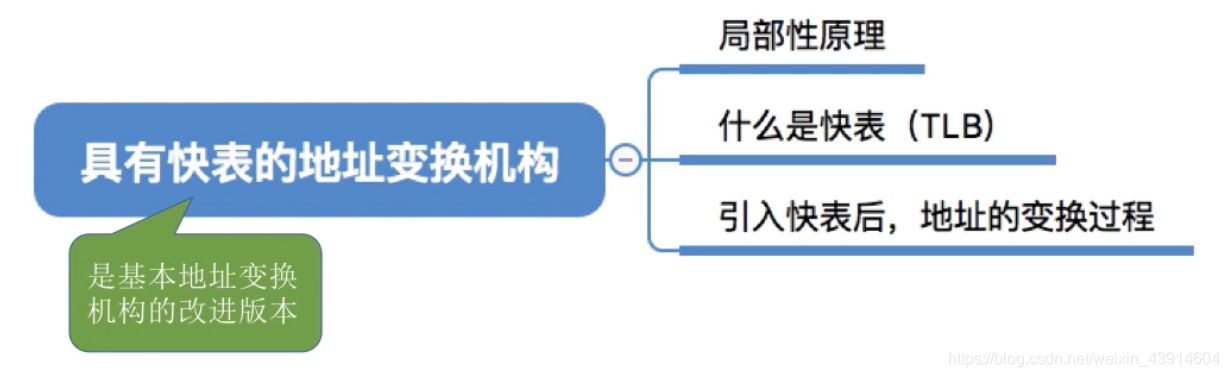 局部性原理
什么是快表（TLB）
具有快表的地址变换机构
引入快表后，地址的变换过程
是基本地址变换
机构的改进版本
https://blog.csdn.net/weixin_43914604